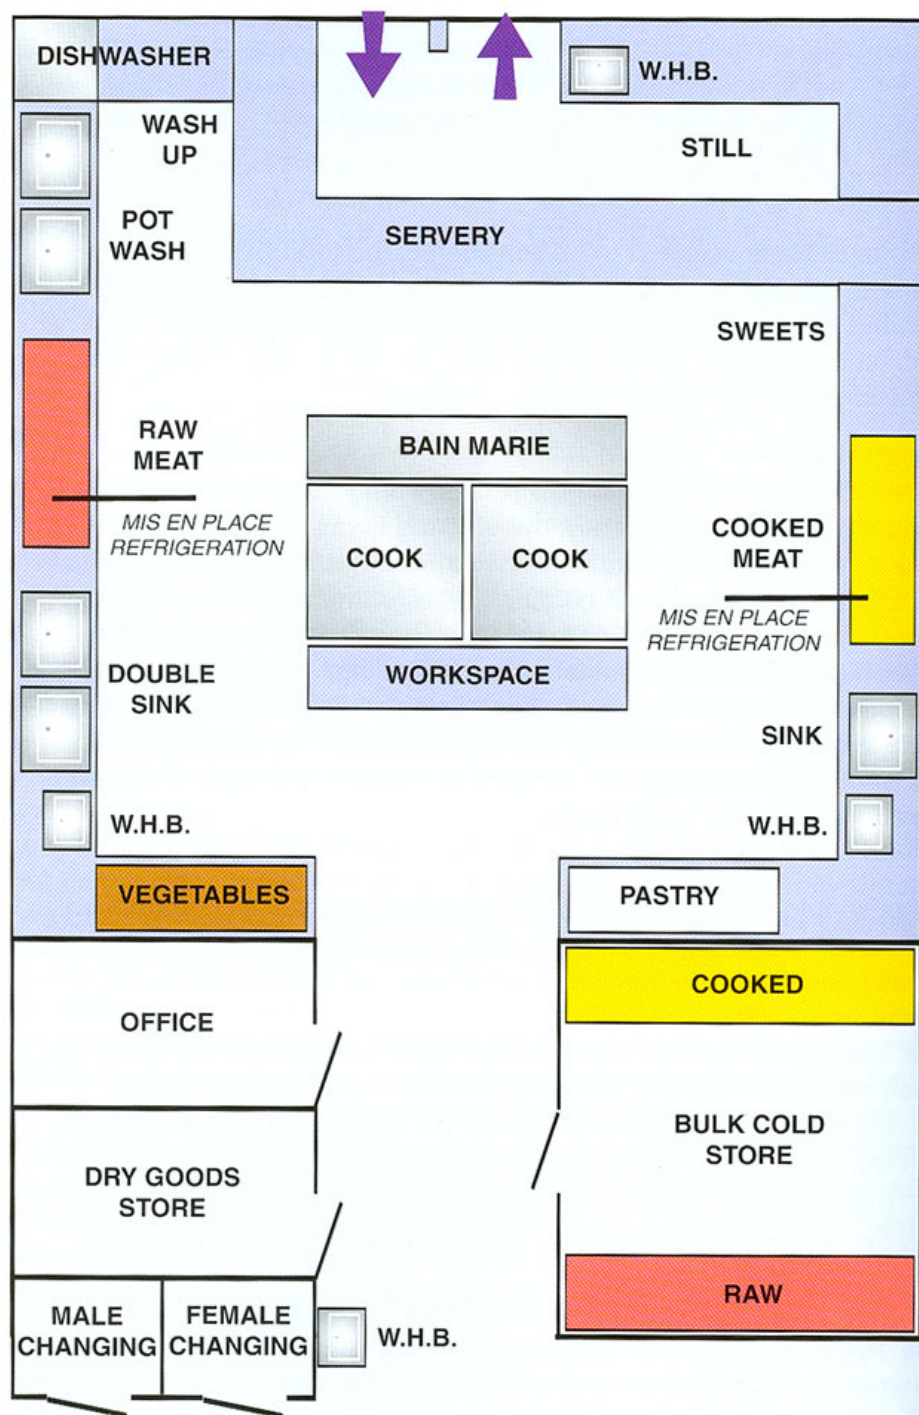 DISHWASHER
W.H.B.
WASH
UP
STILL
POT
WASH
SERVERY
SWEETS
RAW
MEAT
MIS EN PLACE
REFRIGERATION
BAIN MARIE
COOK
COOK
COOKED
MEAT
MIS EN PLACE
REFRIGERATION
WORKSPACE
DOUBLE
SINK
SINK
W.H.B.
W.H.B.
VEGETABLES
PASTRY
OFFICE
COOKED
DRY GOODS
STORE
BULK COLD
STORE
RAW
MALE
CHANGING
FEMALE
CHANGING
W.H.B.